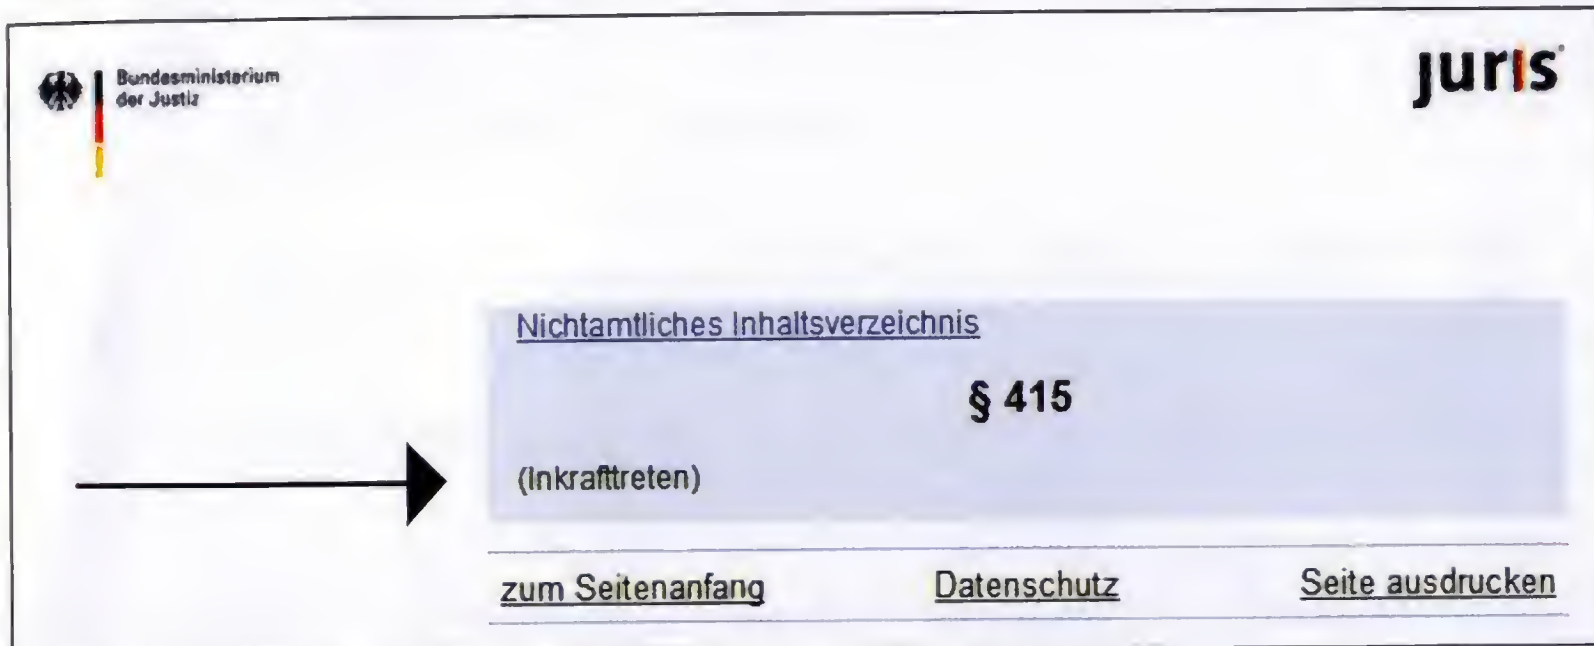 Bundesministerium
der Justiz
juris
Nichtamtliches Inhaltsverzeichnis
§ 415
(Inkrafttreten)
zum Seitenanfang Datenschutz Seite ausdrucken